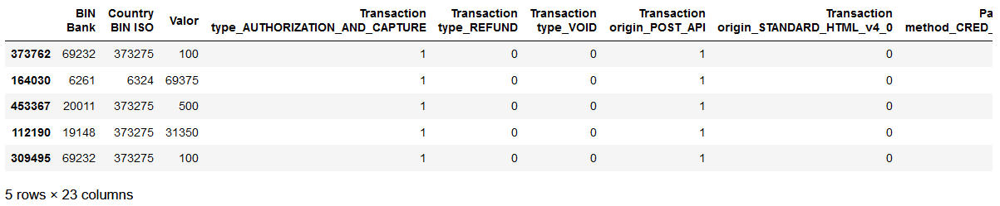 BIN Bank Country BIN ISO Valor Transaction type_AUTHORIZATION_AND_CAPTURE Transaction type_REFUND Transaction type_VOID Transaction origin_POST_API Transaction origin_STANDARD_HTML_v4_0 Pa method_CRED_
373762 69232 373275 100 1 0 0 1 0
164030 6261 6324 69375 1 0 0 1 0
453367 20011 373275 500 1 0 0 1 0
112190 19148 373275 31350 1 0 0 1 0
309495 69232 373275 100 1 0 0 1 0
5 rows × 23 columns